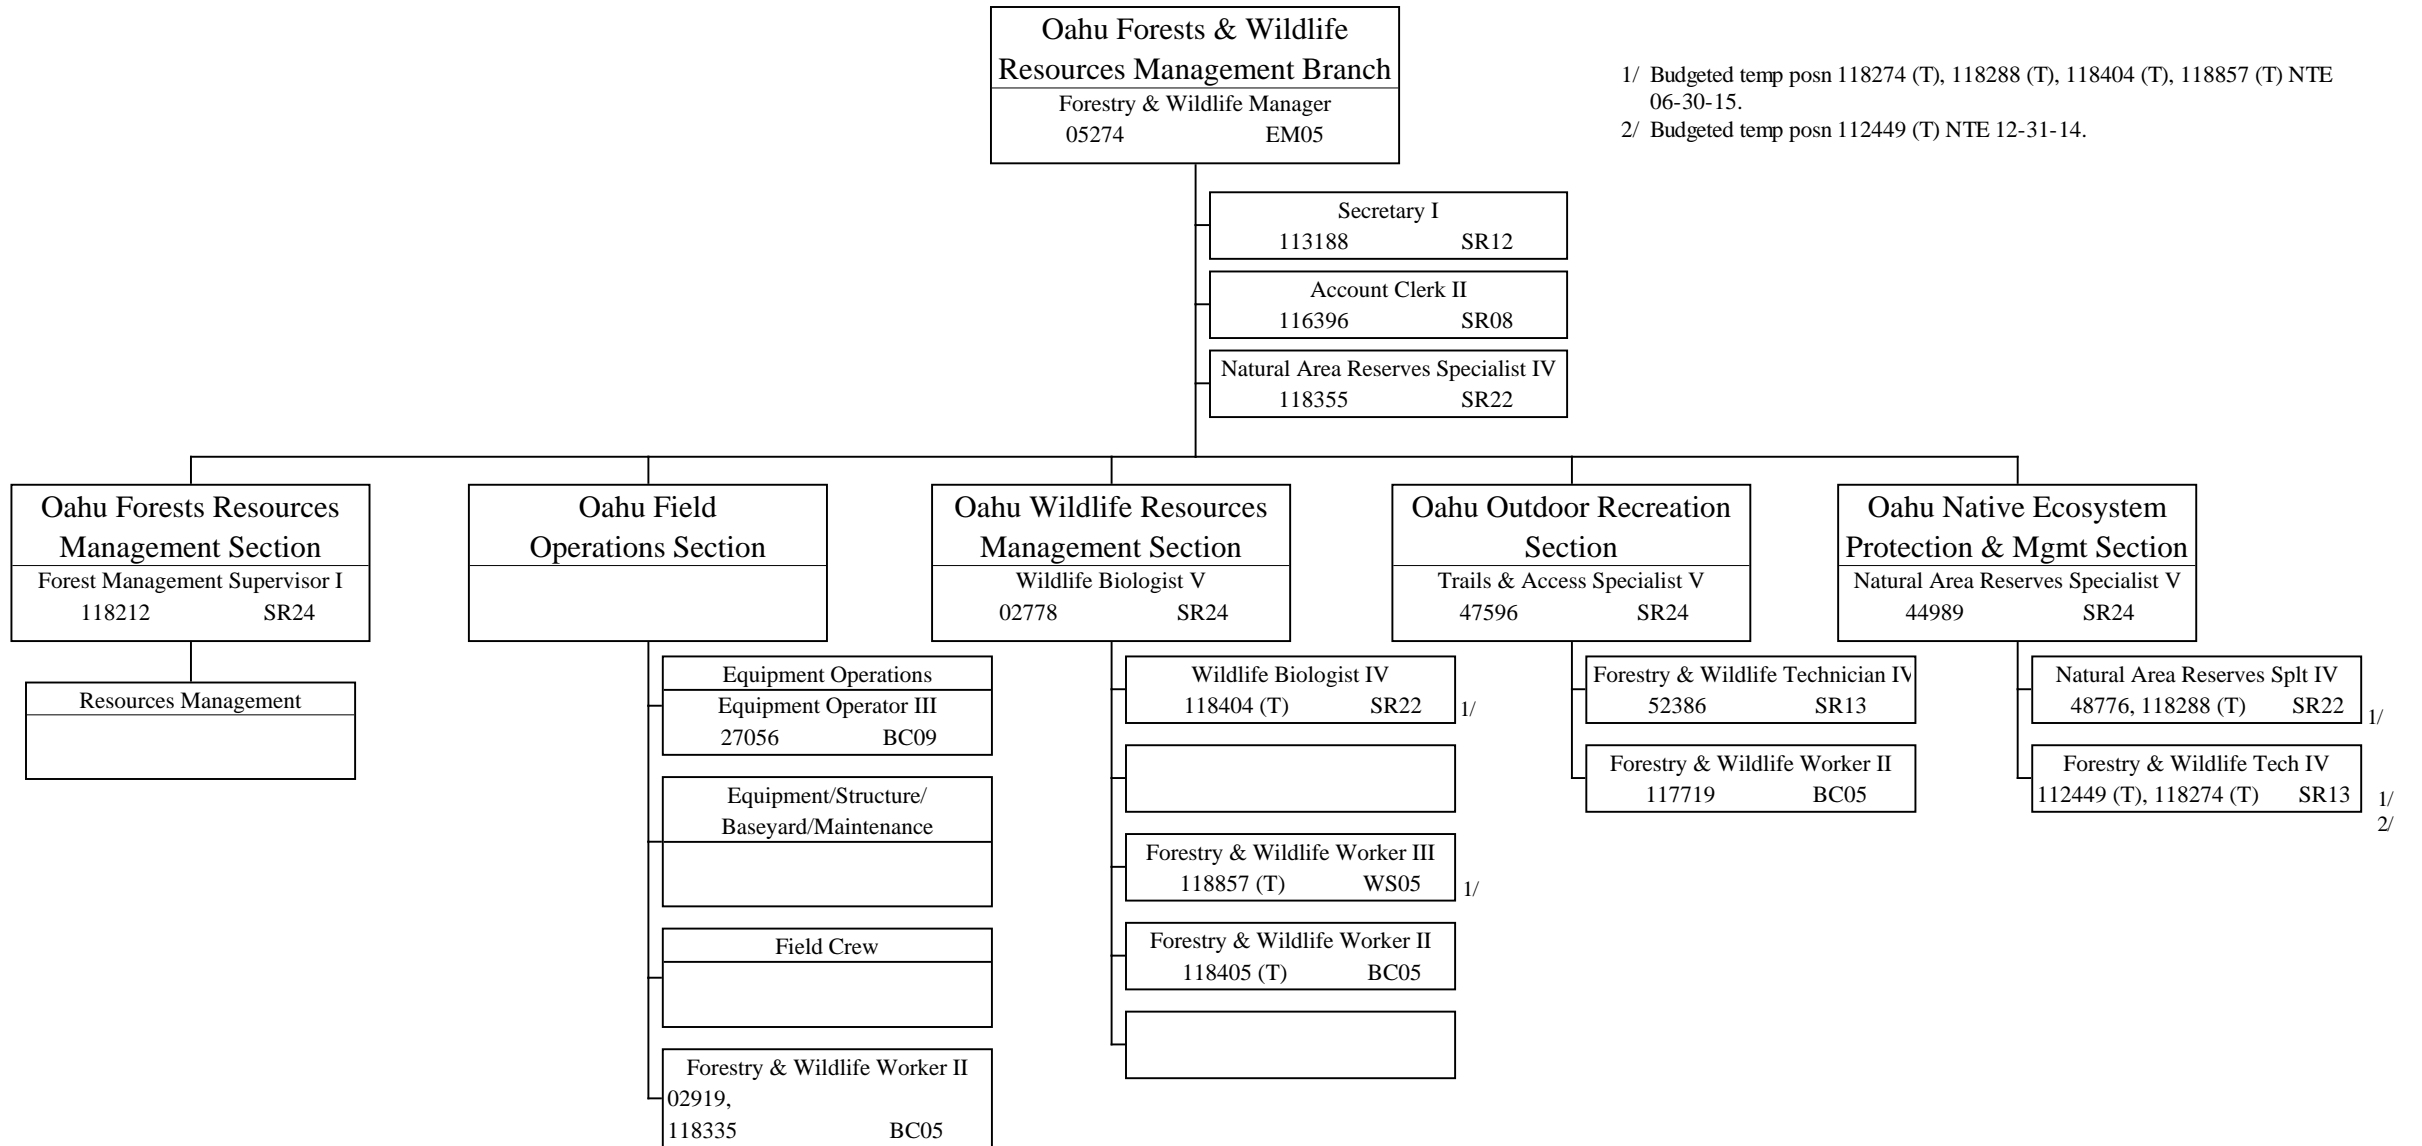 Oahu Forests & Wildlife
Resources Management Branch
Forestry & Wildlife Manager
05274 EM05
1/ Budgeted temp posn 118274 (T), 118288 (T), 118404 (T), 118857 (T) NTE
06-30-15.
2/ Budgeted temp posn 112449 (T) NTE 12-31-14.
Secretary I
113188 SR12
Account Clerk II
116396 SR08
Natural Area Reserves Specialist IV
118355 SR22
Oahu Forests Resources
Management Section
Forest Management Supervisor I
118212 SR24
Resources Management
Oahu Field
Operations Section
Equipment Operations
Equipment Operator III
27056 BC09
Equipment/Structure/
Baseyard/Maintenance
Field Crew
Forestry & Wildlife Worker II
02919,
118335 BC05
Oahu Wildlife Resources
Management Section
Wildlife Biologist V
02778 SR24
Wildlife Biologist IV
118404 (T) SR22 1/
Forestry & Wildlife Worker III
118857 (T) WS05 1/
Forestry & Wildlife Worker II
118405 (T) BC05
Oahu Outdoor Recreation
Section
Trails & Access Specialist V
47596 SR24
Forestry & Wildlife Technician IV
52386 SR13
Forestry & Wildlife Worker II
117719 BC05
Oahu Native Ecosystem
Protection & Mgmt Section
Natural Area Reserves Specialist V
44989 SR24
Natural Area Reserves Splt IV
48776, 118288 (T) SR22 1/
Forestry & Wildlife Tech IV
112449 (T), 118274 (T) SR13 1/
2/